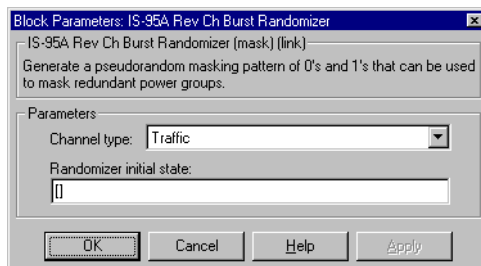 Block Parameters: IS-95A Rev Ch Burst Randomizer
IS-95A Rev Ch Burst Randomizer (mask) (link)
Generate a pseudorandom masking pattern of 0's and 1's that can be used
to mask redundant power groups.
Parameters
Channel type: Traffic
Randomizer initial state:
[]
OK Cancel Help Apply